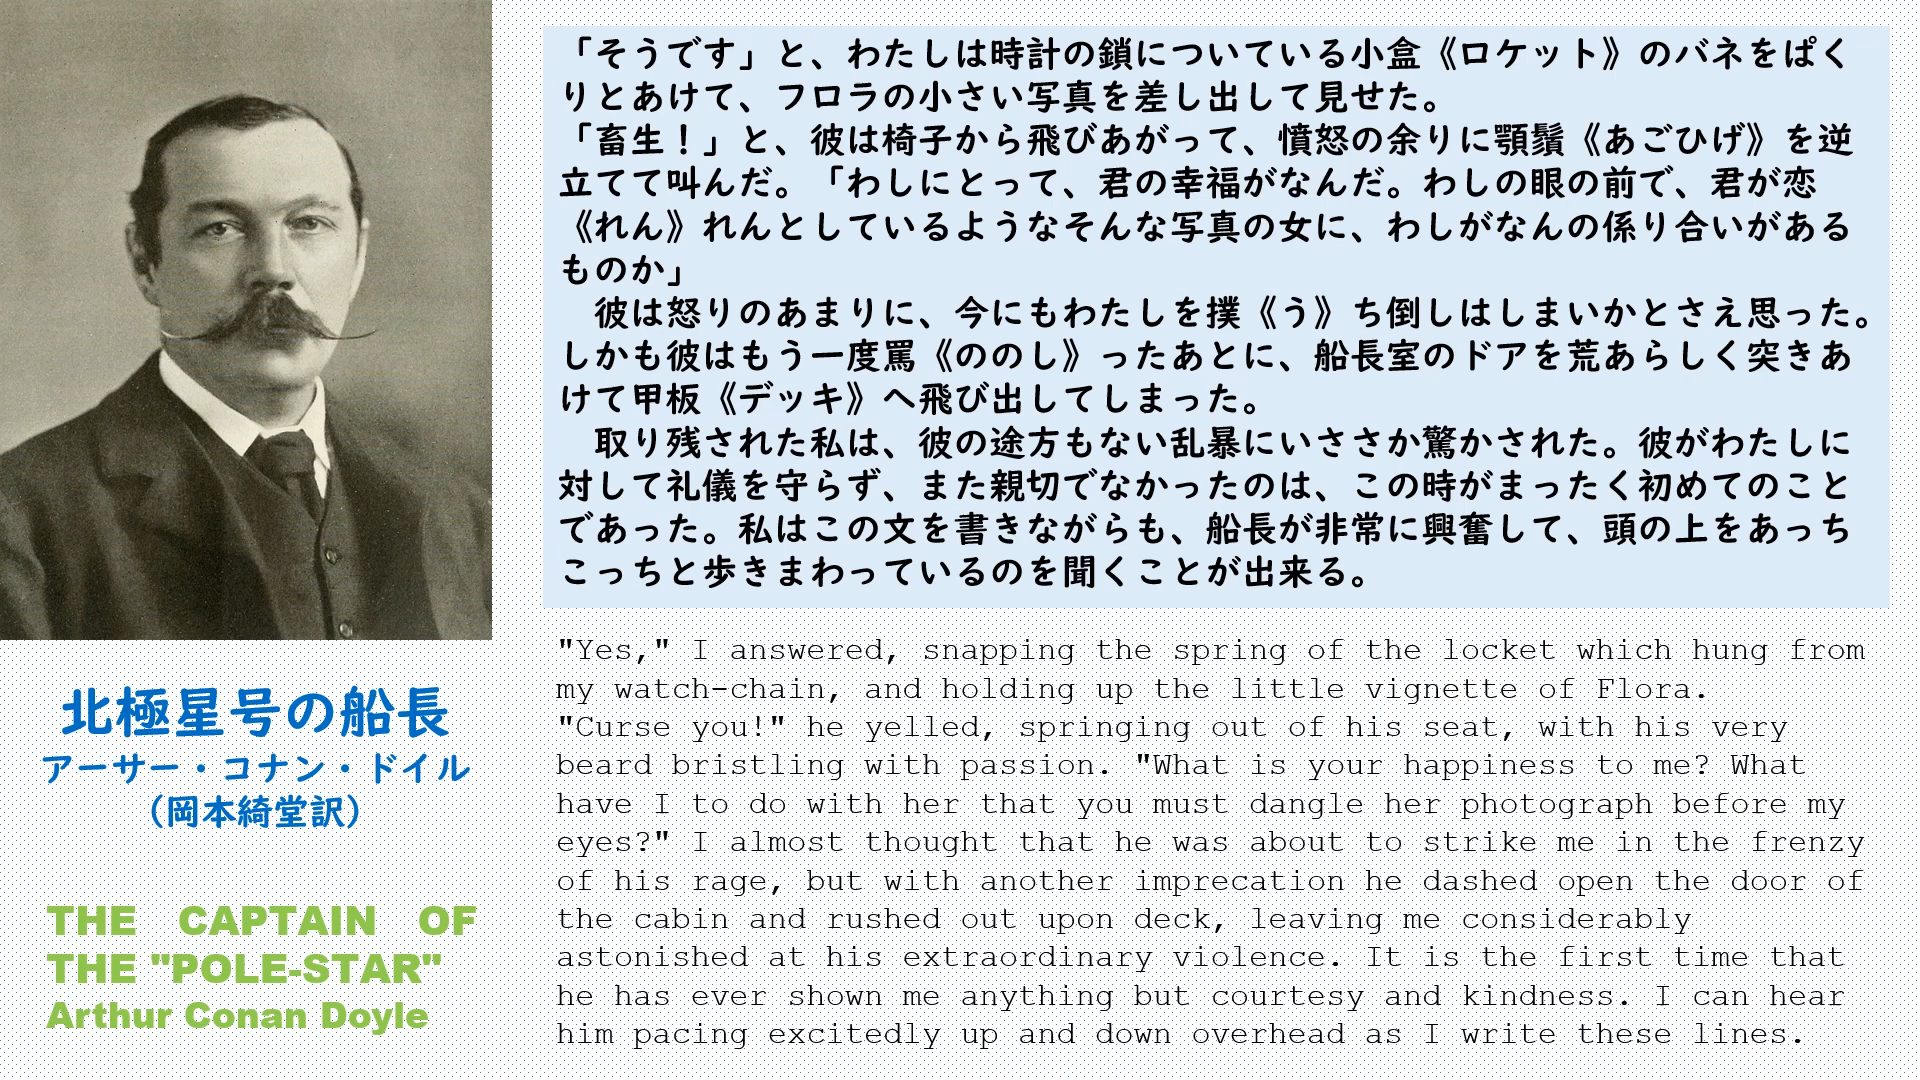 「そうです」と、わたしは時計の鎖についている小盒《ロケット》のバネをぱく
りとあけて、フロラの小さい写真を差し出して見せた。
「畜生！」と、彼は椅子から飛びあがって、憤怒の余りに顎鬚《あごひげ》を逆
立てて叫んだ。「わしにとって、君の幸福がなんだ。わしの眼の前で、君が恋
《れん》れんとしているようなそんな写真の女に、わしがなんの係り合いがある
ものか」
　彼は怒りのあまりに、今にもわたしを撲《う》ち倒しはしまいかとさえ思った。
しかも彼はもう一度罵《ののし》ったあとに、船長室のドアを荒あらしく突きあ
けて甲板《デッキ》へ飛び出してしまった。
　取り残された私は、彼の途方もない乱暴にいささか驚かされた。彼がわたしに
対して礼儀を守らず、また親切でなかったのは、この時がまったく初めてのこと
であった。私はこの文を書きながらも、船長が非常に興奮して、頭の上をあっち
こっちと歩きまわっているのを聞くことが出来る。
"Yes," I answered, snapping the spring of the locket which hung from
my watch-chain, and holding up the little vignette of Flora.
"Curse you!" he yelled, springing out of his seat, with his very
beard bristling with passion. "What is your happiness to me? What
have I to do with her that you must dangle her photograph before my
eyes?" I almost thought that he was about to strike me in the frenzy
of his rage, but with another imprecation he dashed open the door of
the cabin and rushed out upon deck, leaving me considerably
astonished at his extraordinary violence. It is the first time that
he has ever shown me anything but courtesy and kindness. I can hear
him pacing excitedly up and down overhead as I write these lines.
北極星号の船長
アーサー・コナン・ドイル
（岡本綺堂訳）
THE CAPTAIN OF
THE "POLE-STAR"
Arthur Conan Doyle